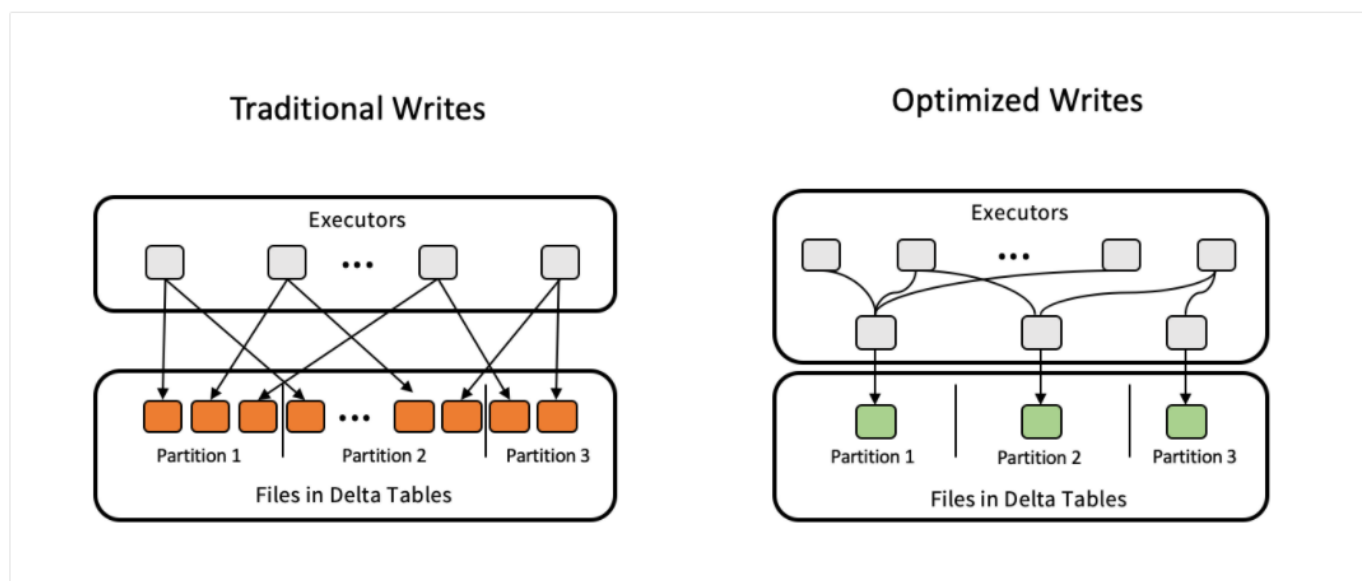 Traditional Writes
Executors
•••
•••
Partition 1
Partition 2
Partition 3
Files in Delta Tables
Optimized Writes
Executors
•••
Partition 1
Partition 2
Partition 3
Files in Delta Tables